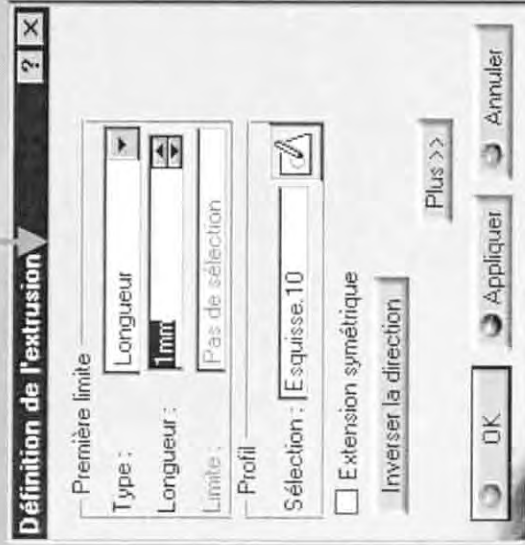 Définition de l'extrusion ? ×
Première limite
Type : Longueur
Longueur : 1mm
Limite : Pas de sélection
Profil
Sélection : Esquisse.10
Extension symétrique
Inverser la direction
Plus >>
OK Appliquer Annuler